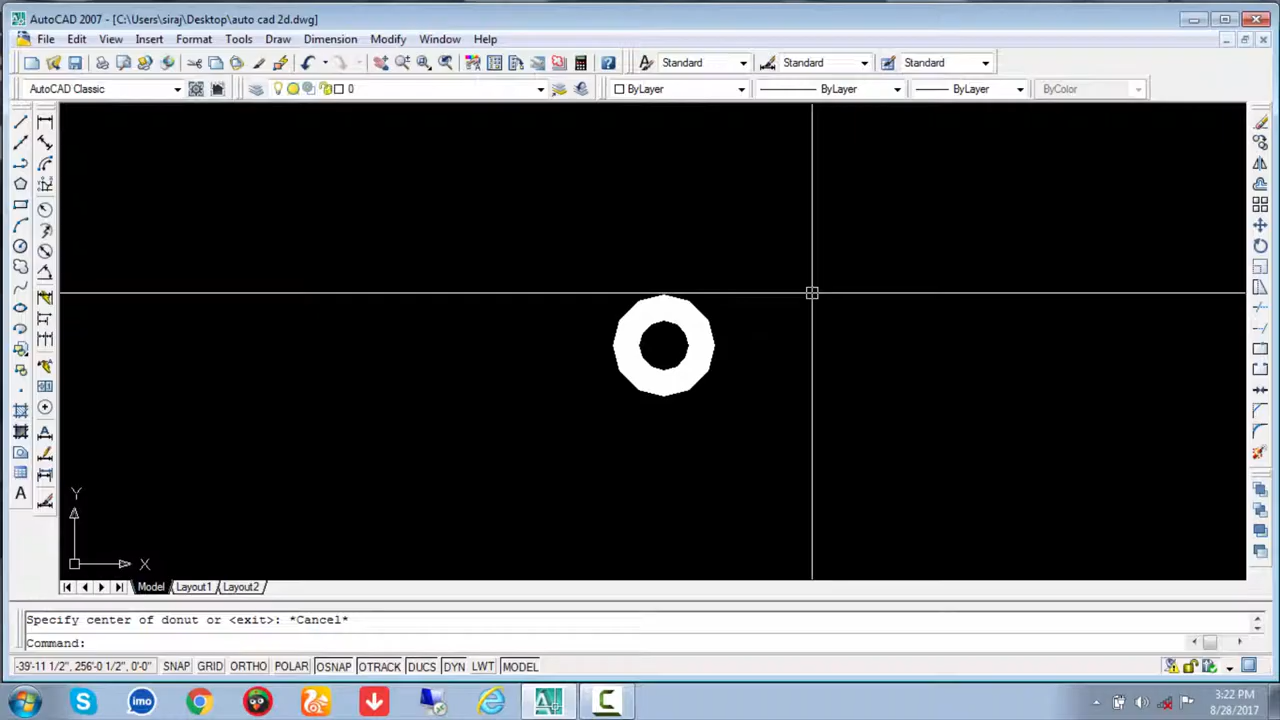 AutoCAD 2007 - [C:\Users\siraj\Desktop\auto cad 2d.dwg]
File Edit View Insert Format Tools Draw Dimension Modify Window Help
Standard Standard Standard
AutoCAD Classic 0 ByLayer ByLayer ByLayer ByColor
A
Y
X
Model Layout1 Layout2
Specify center of donut or <exit>: *Cancel*
Command:
-39'-11 1/2", 256'-0 1/2", 0'-0" SNAP GRID ORTHO POLAR OSNAP OTRACK DUCS DYN LWT MODEL
imo
3:22 PM
8/28/2017